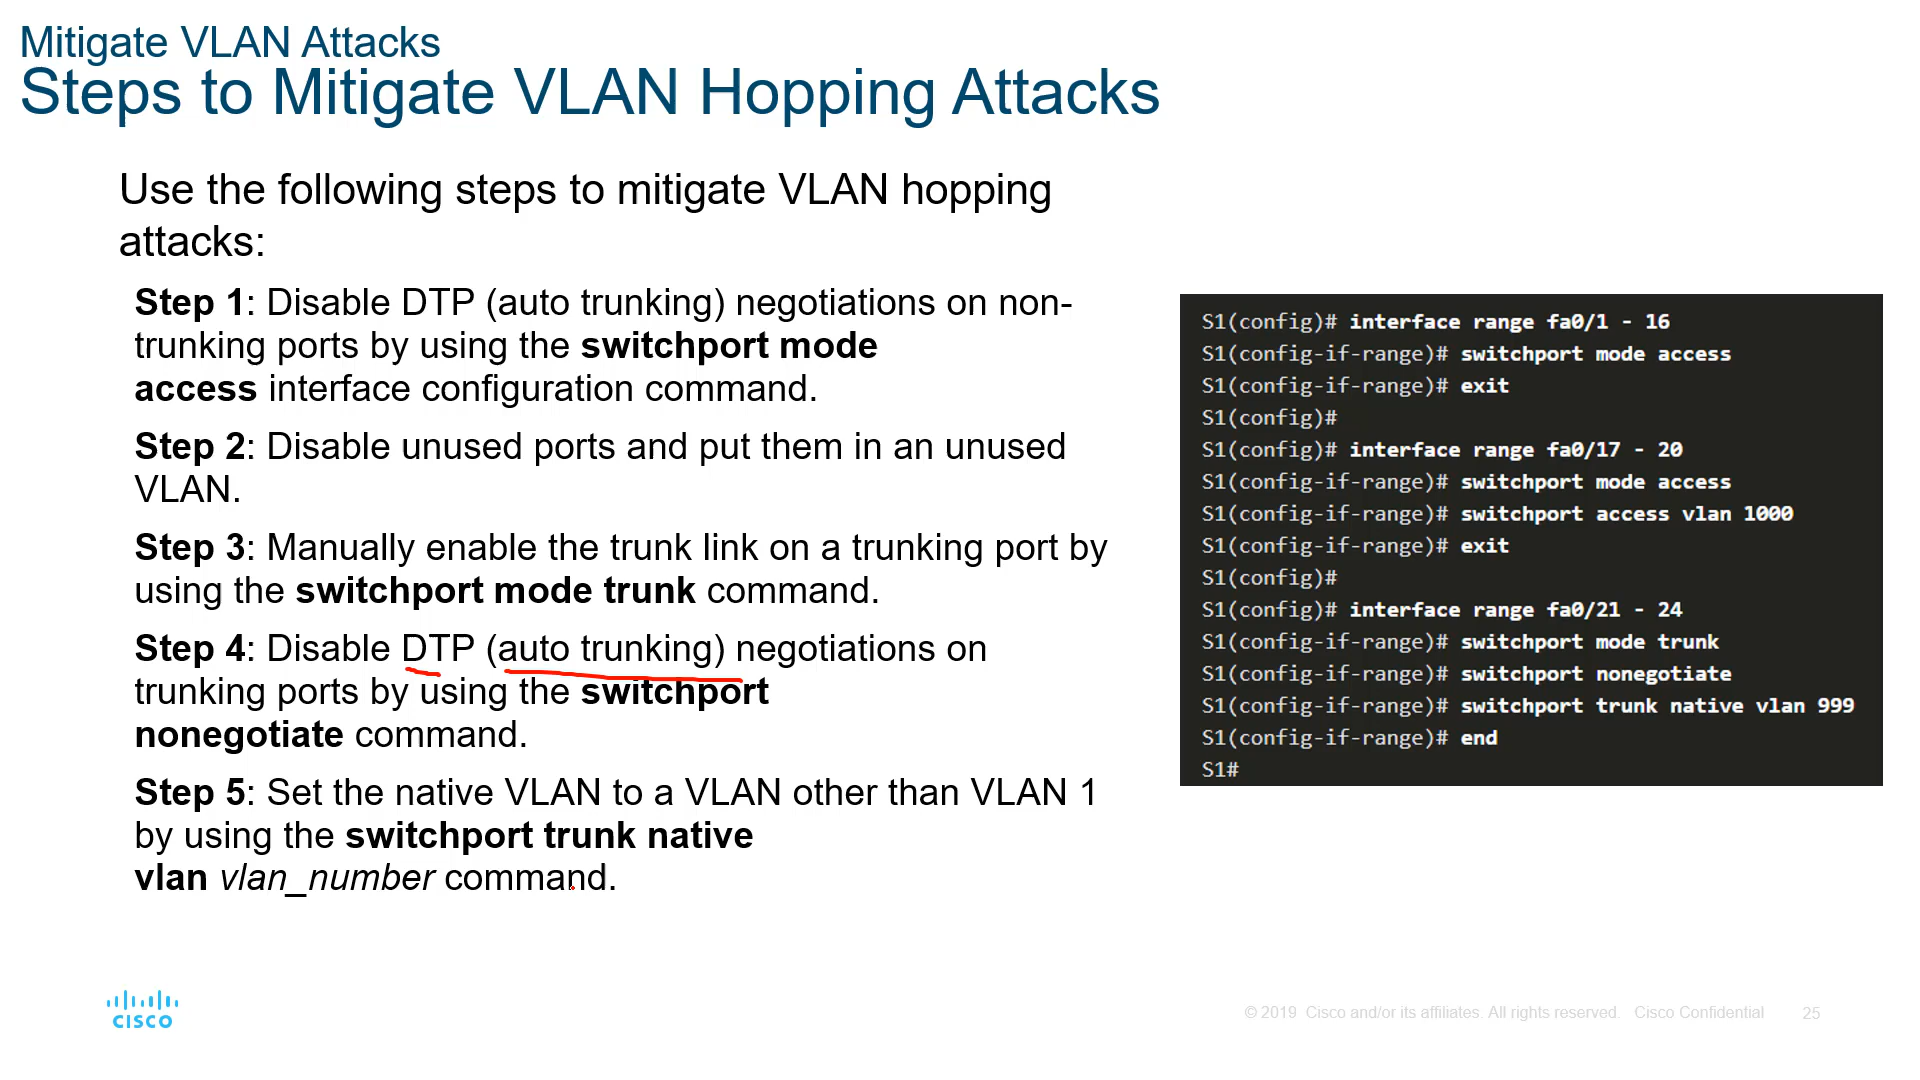 Mitigate VLAN Attacks
Steps to Mitigate VLAN Hopping Attacks
Use the following steps to mitigate VLAN hopping
attacks:
Step 1: Disable DTP (auto trunking) negotiations on non-
trunking ports by using the switchport mode
access interface configuration command.
Step 2: Disable unused ports and put them in an unused
VLAN.
Step 3: Manually enable the trunk link on a trunking port by
using the switchport mode trunk command.
Step 4: Disable DTP (auto trunking) negotiations on
trunking ports by using the switchport
nonegotiate command.
Step 5: Set the native VLAN to a VLAN other than VLAN 1
by using the switchport trunk native
vlan vlan_number command.
S1(config)# interface range fa0/1 - 16
S1(config-if-range)# switchport mode access
S1(config-if-range)# exit
S1(config)#
S1(config)# interface range fa0/17 - 20
S1(config-if-range)# switchport mode access
S1(config-if-range)# switchport access vlan 1000
S1(config-if-range)# exit
S1(config)#
S1(config)# interface range fa0/21 - 24
S1(config-if-range)# switchport mode trunk
S1(config-if-range)# switchport nonegotiate
S1(config-if-range)# switchport trunk native vlan 999
S1(config-if-range)# end
S1#
CISCO
© 2019 Cisco and/or its affiliates. All rights reserved. Cisco Confidential 25